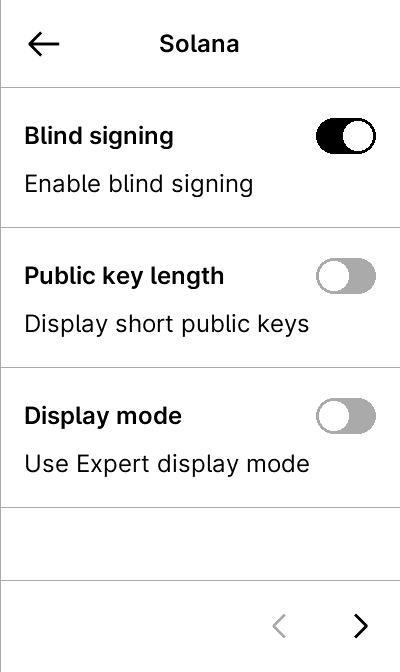 Solana
Blind signing
Enable blind signing
Public key length
Display short public keys
Display mode
Use Expert display mode